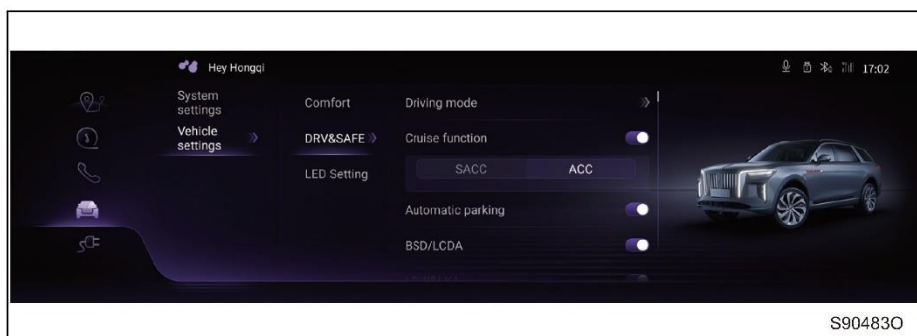 Hey Hongqi
17:02
System
settings
Vehicle
settings
Comfort
DRV&SAFE
LED Setting
Driving mode
Cruise function
SACC ACC
Automatic parking
BSD/LCDA
S90483O